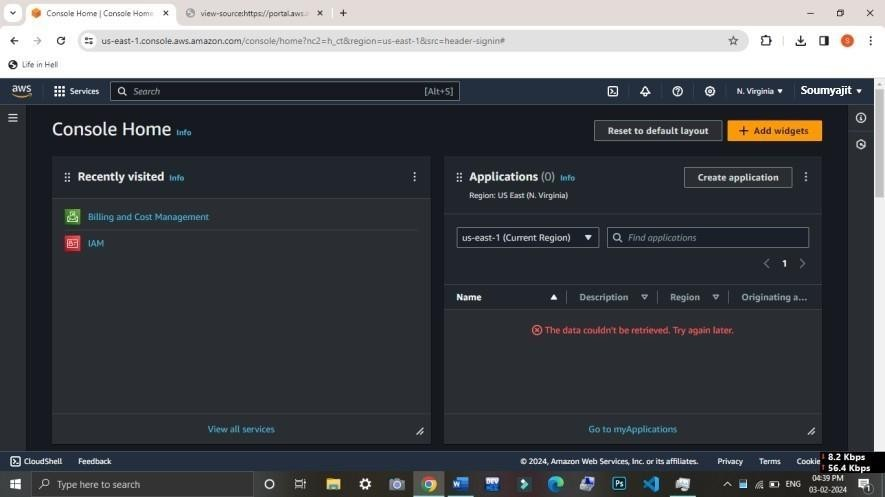 Console Home | Console Home
view-source:https://portal.aws.a
us-east-1.console.aws.amazon.com/console/home?nc2=h_ct&region=us-east-1&src=header-signin#
S
Life in Hell
aws
Services
Search
[Alt+S]
N. Virginia
Soumyajit
Console Home Info
Reset to default layout
+ Add widgets
Recently visited Info
Billing and Cost Management
IAM
View all services
Applications (0) Info
Region: US East (N. Virginia)
Create application
us-east-1 (Current Region)
Find applications
1
Name
Description
Region
Originating a...
The data couldn't be retrieved. Try again later.
Go to myApplications
CloudShell
Feedback
© 2024, Amazon Web Services, Inc. or its affiliates.
Privacy
Terms
Cookie
8.2 Kbps
56.4 Kbps
Type here to search
W
DEV
Ps
ENG
04:39 PM
03-02-2024
1